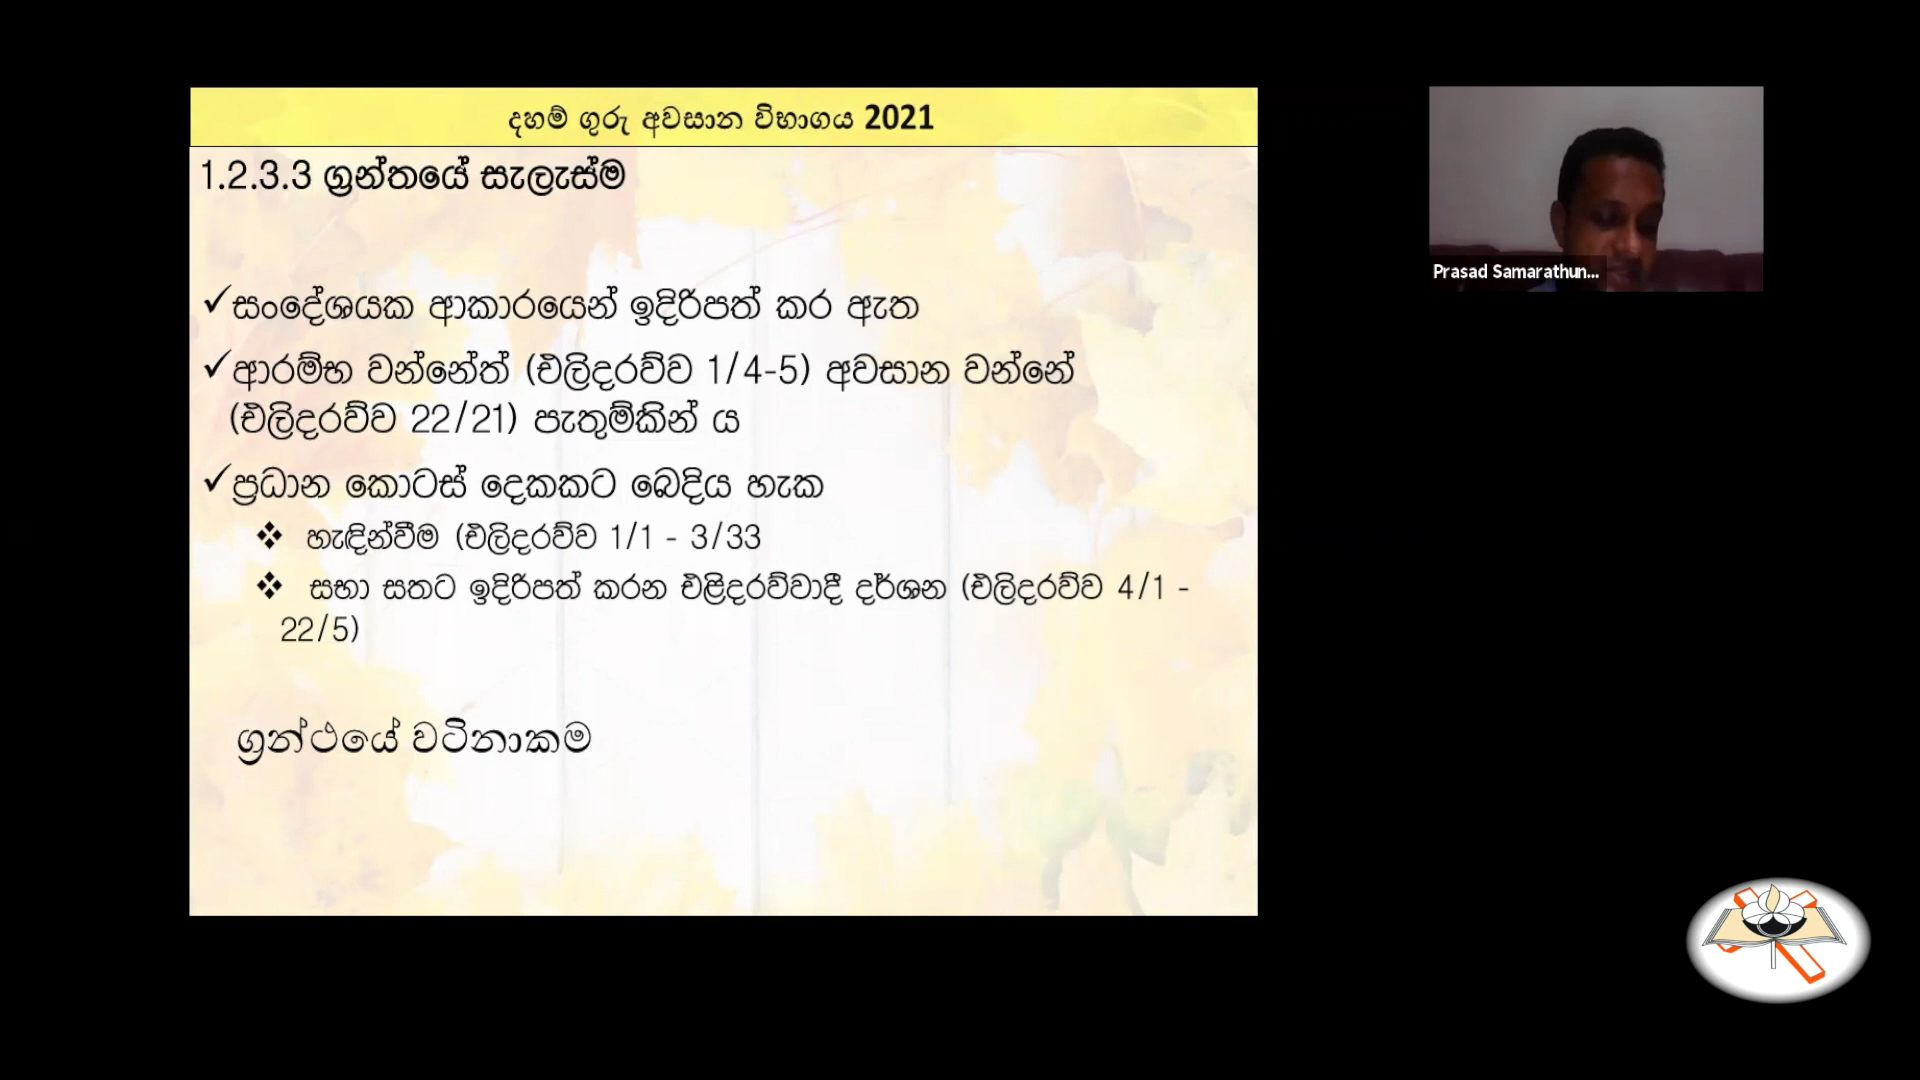 දහම් ගුරු අවසාන විභාගය 2021
1.2.3.3 ග්‍රන්තයේ සැලැස්ම
✓සංදේශයක ආකාරයෙන් ඉදිරිපත් කර ඇත
✓ආරම්භ වන්නේත් (එලිදරව්ව 1/4-5) අවසාන වන්නේ
(එලිදරව්ව 22/21) පැතුම්කින් ය
✓ප්‍රධාන කොටස් දෙකකට බෙදිය හැක
❖ හැඳින්වීම (එලිදරව්ව 1/1 - 3/33
❖ සභා සතට ඉදිරිපත් කරන එළිදරව්වාදී දර්ශන (එලිදරව්ව 4/1 -
22/5)
ග්‍රන්ථයේ වටිනාකම
Prasad Samarathun...